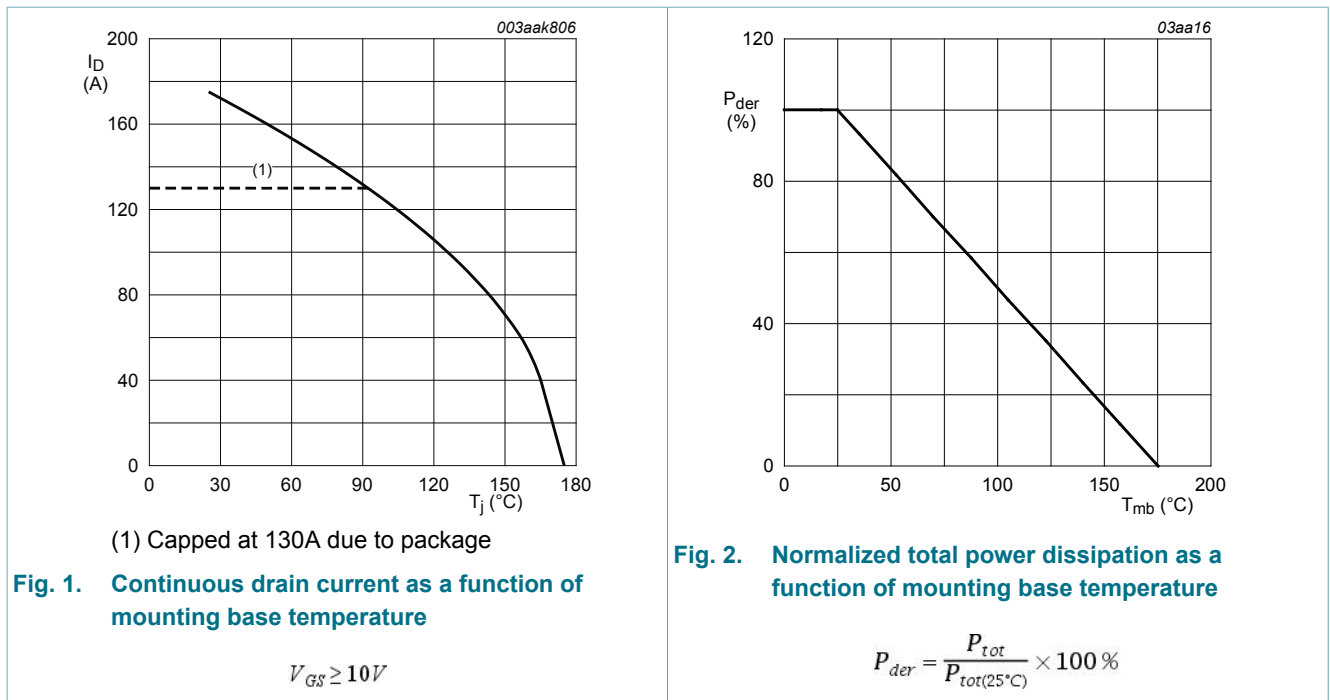 003aak806
200
I_D
(A)
160
(1)
120
80
40
0
0 30 60 90 120 150 180
T_j (°C)
(1) Capped at 130A due to package
Fig. 1. Continuous drain current as a function of
mounting base temperature
V_GS ≥ 10V
03aa16
120
P_der
(%)
80
40
0
0 50 100 150 200
T_mb (°C)
Fig. 2. Normalized total power dissipation as a
function of mounting base temperature
P_der = P_tot / P_tot(25°C) × 100 %